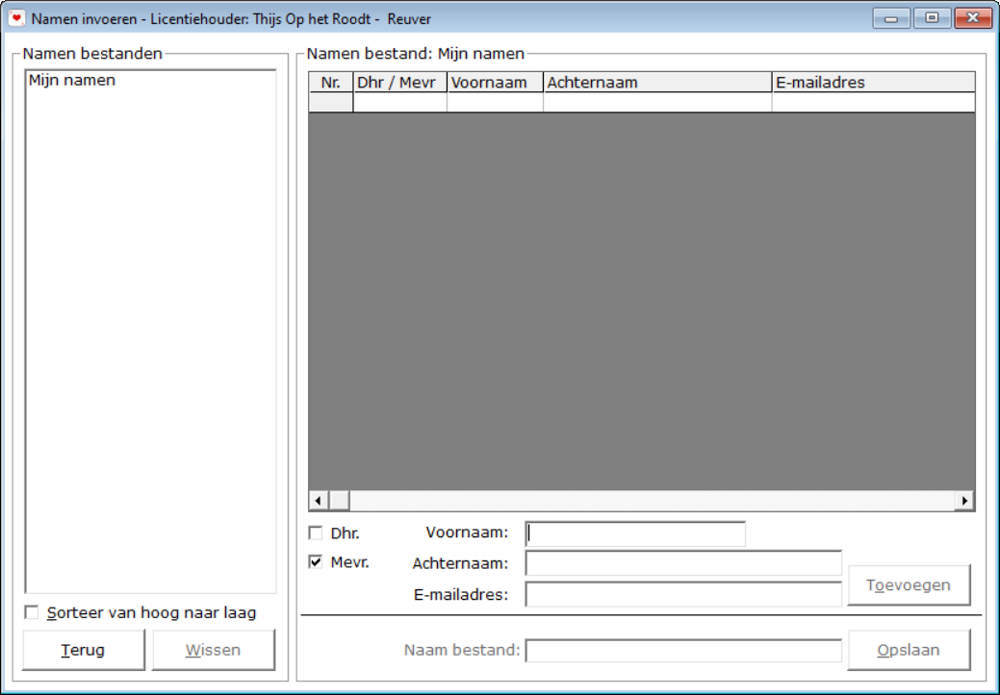 Namen invoeren - Licentiehouder: Thijs Op het Roodt -  Reuver
Namen bestanden
Mijn namen
Sorteer van hoog naar laag
Terug
Wissen
Namen bestand: Mijn namen
Nr. Dhr / Mevr Voornaam Achternaam E-mailadres
Dhr. Voornaam:
Mevr. Achternaam:
E-mailadres:
Toevoegen
Naam bestand:
Opslaan